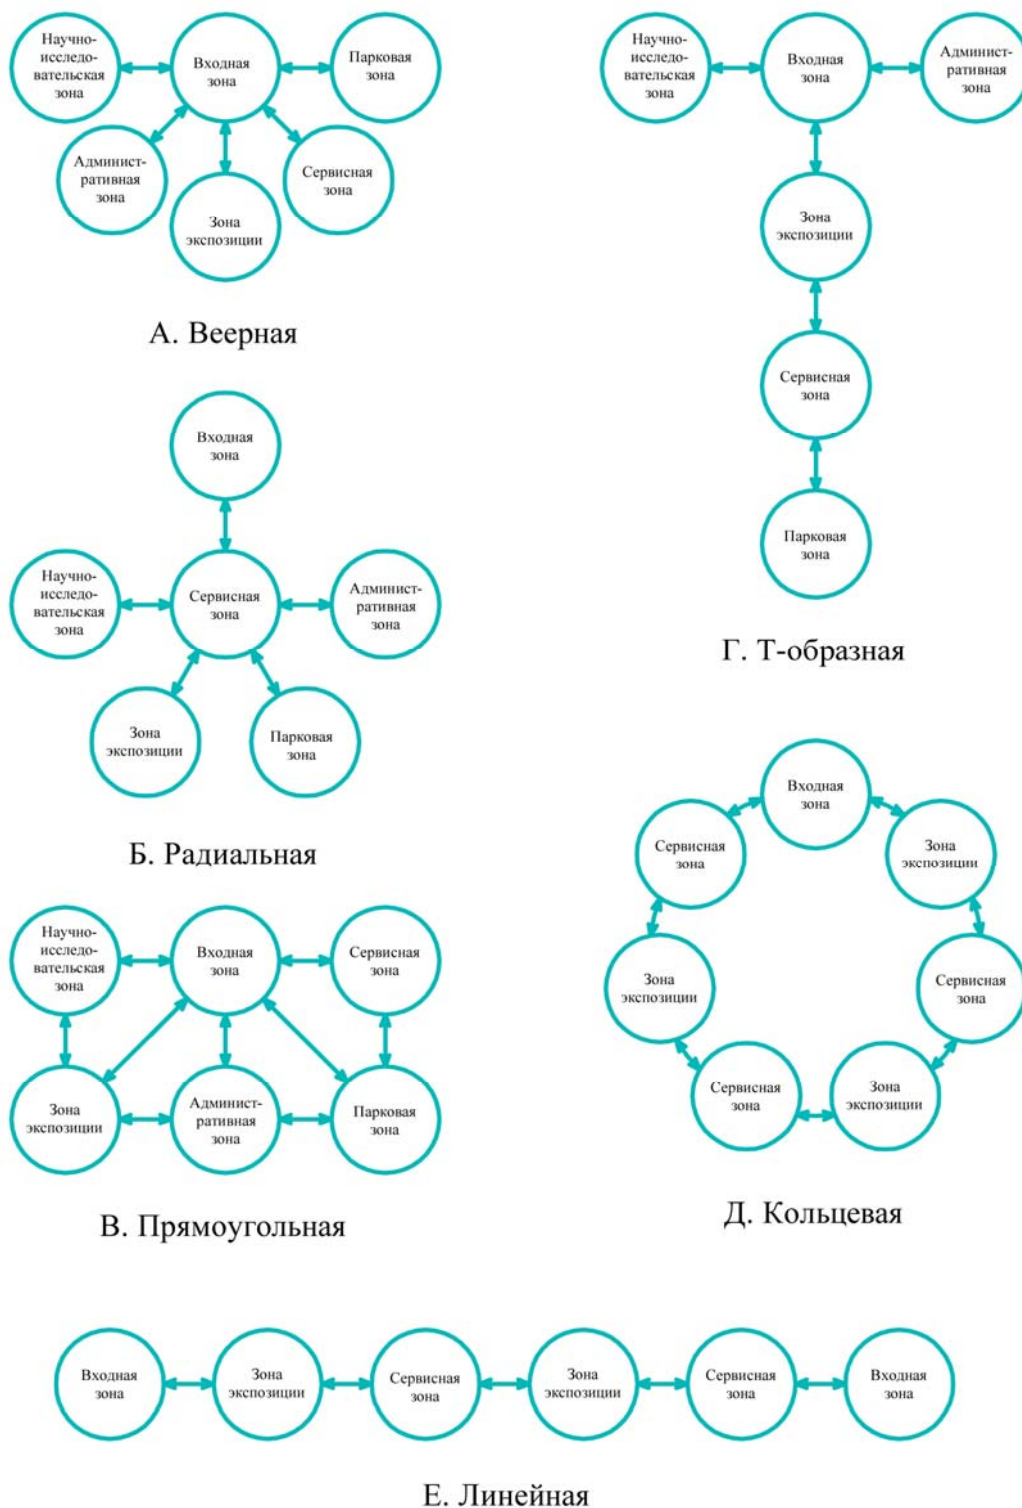 Научно-
исследо-
вательская
зона
Входная
зона
Парковая
зона
Админист-
ративная
зона
Зона
экспозиции
Сервисная
зона
А. Веерная
Входная
зона
Научно-
исследо-
вательская
зона
Сервисная
зона
Админист-
ративная
зона
Зона
экспозиции
Парковая
зона
Б. Радиальная
Научно-
исследо-
вательская
зона
Входная
зона
Сервисная
зона
Зона
экспозиции
Админист-
ративная
зона
Парковая
зона
В. Прямоугольная
Научно-
исследо-
вательская
зона
Входная
зона
Админист-
ративная
зона
Зона
экспозиции
Сервисная
зона
Парковая
зона
Г. Т-образная
Входная
зона
Сервисная
зона
Зона
экспозиции
Зона
экспозиции
Сервисная
зона
Сервисная
зона
Зона
экспозиции
Д. Кольцевая
Входная
зона
Зона
экспозиции
Сервисная
зона
Зона
экспозиции
Сервисная
зона
Входная
зона
Е. Линейная